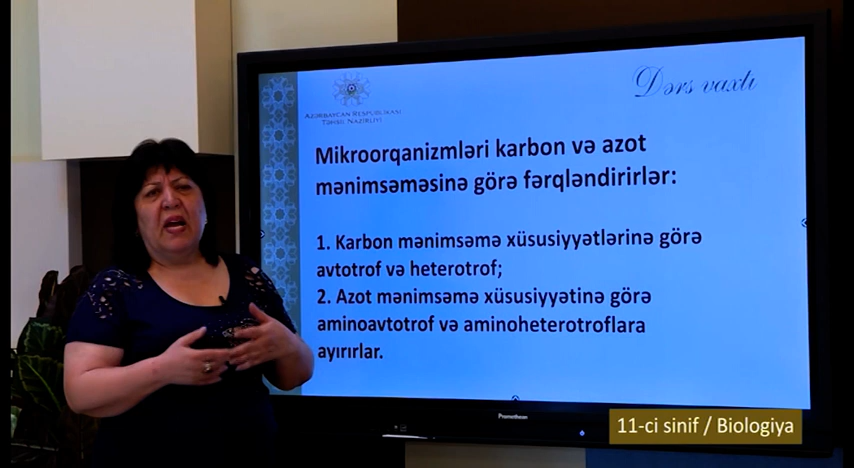 Dərs vaxtı
AZƏRBAYCAN RESPUBLİKASI
TƏHSİL NAZİRLİYİ
Mikroorqanizmləri karbon və azot
mənimsəməsinə görə fərqləndirirlər:
1. Karbon mənimsəmə xüsusiyyətlərinə görə
avtotrof və heterotrof;
2. Azot mənimsəmə xüsusiyyətinə görə
aminoavtotrof və aminoheterotroflara
ayırırlar.
Promethean
11-ci sinif / Biologiya